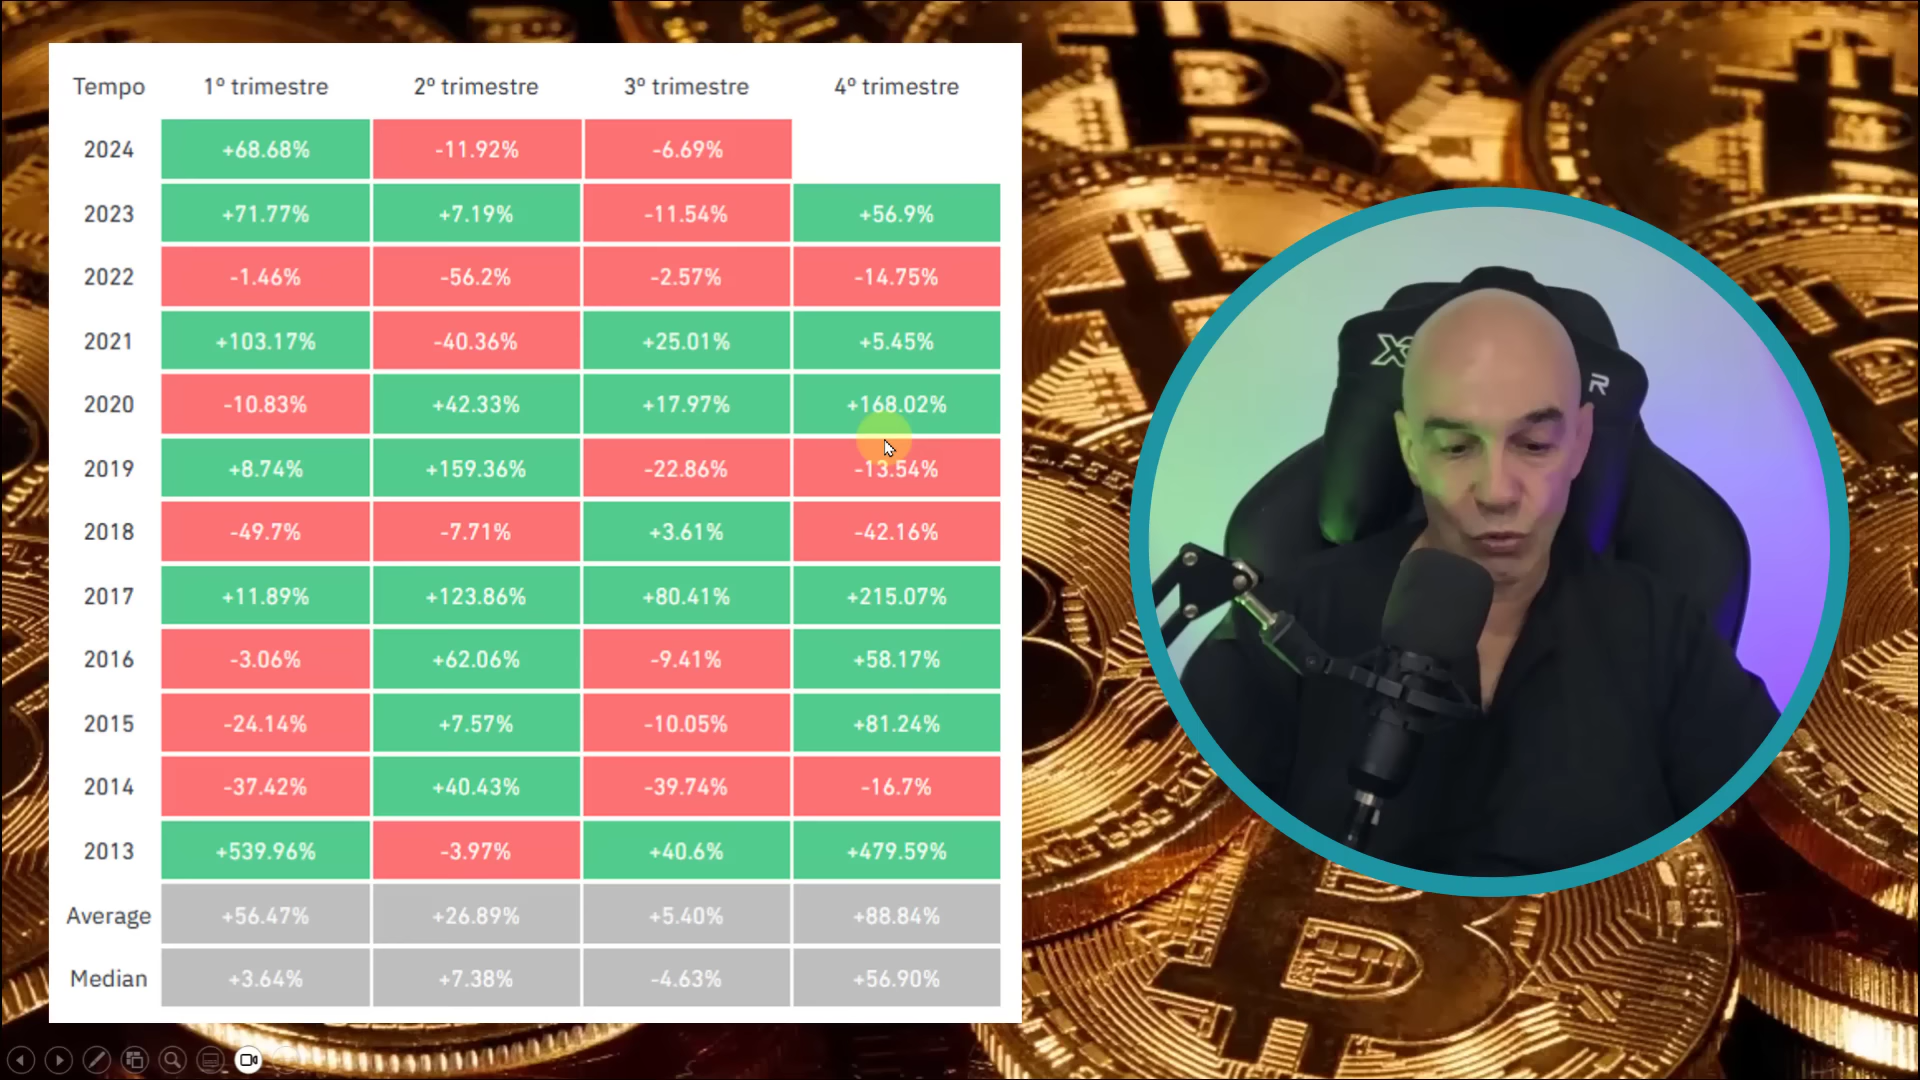 Tempo 1º trimestre 2º trimestre 3º trimestre 4º trimestre
2024 +68.68% -11.92% -6.69%
2023 +71.77% +7.19% -11.54% +56.9%
2022 -1.46% -56.2% -2.57% -14.75%
2021 +103.17% -40.36% +25.01% +5.45%
2020 -10.83% +42.33% +17.97% +168.02%
2019 +8.74% +159.36% -22.86% -13.54%
2018 -49.7% -7.71% +3.61% -42.16%
2017 +11.89% +123.86% +80.41% +215.07%
2016 -3.06% +62.06% -9.41% +58.17%
2015 -24.14% +7.57% -10.05% +81.24%
2014 -37.42% +40.43% -39.74% -16.7%
2013 +539.96% -3.97% +40.6% +479.59%
Average +56.47% +26.89% +5.40% +88.84%
Median +3.64% +7.38% -4.63% +56.90%